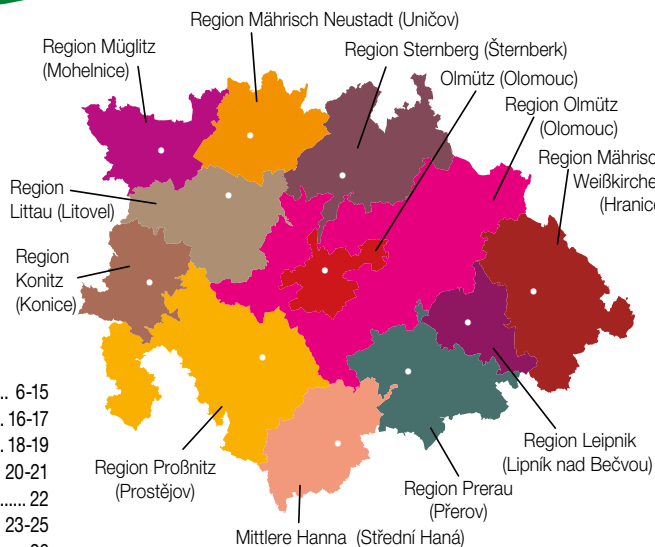 Region Mährisch Neustadt (Uničov)
Region Müglitz
(Mohelnice)
Region Sternberg (Šternberk)
Olmütz (Olomouc)
Region Olmütz
(Olomouc)
Region
Littau (Litovel)
Region
Konitz
(Konice)
.. 6-15
. 16-17
. 18-19
20-21
...... 22
23-25
Region Proßnitz
(Prostějov)
Mittlere Hanna (Střední Haná)
Region Prerau
(Přerov)
Region Leipnik
(Lipník nad Bečvou)